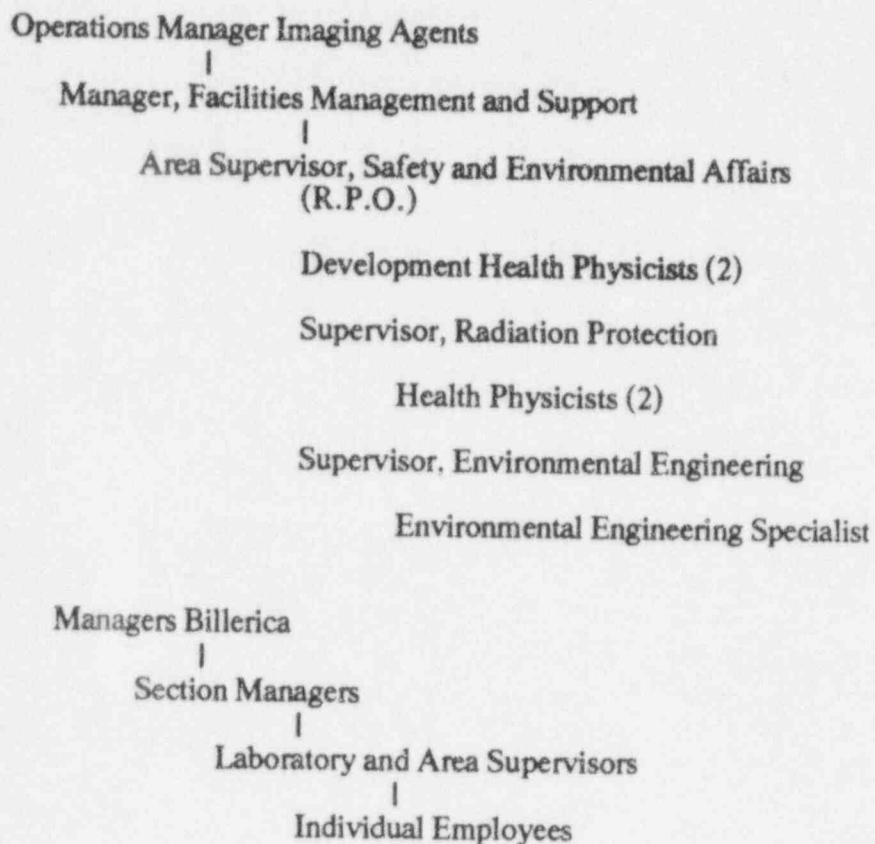 Operations Manager Imaging Agents
|
Manager, Facilities Management and Support
|
Area Supervisor, Safety and Environmental Affairs
(R.P.O.)
Development Health Physicists (2)
Supervisor, Radiation Protection
Health Physicists (2)
Supervisor, Environmental Engineering
Environmental Engineering Specialist
Managers Billerica
|
Section Managers
|
Laboratory and Area Supervisors
|
Individual Employees